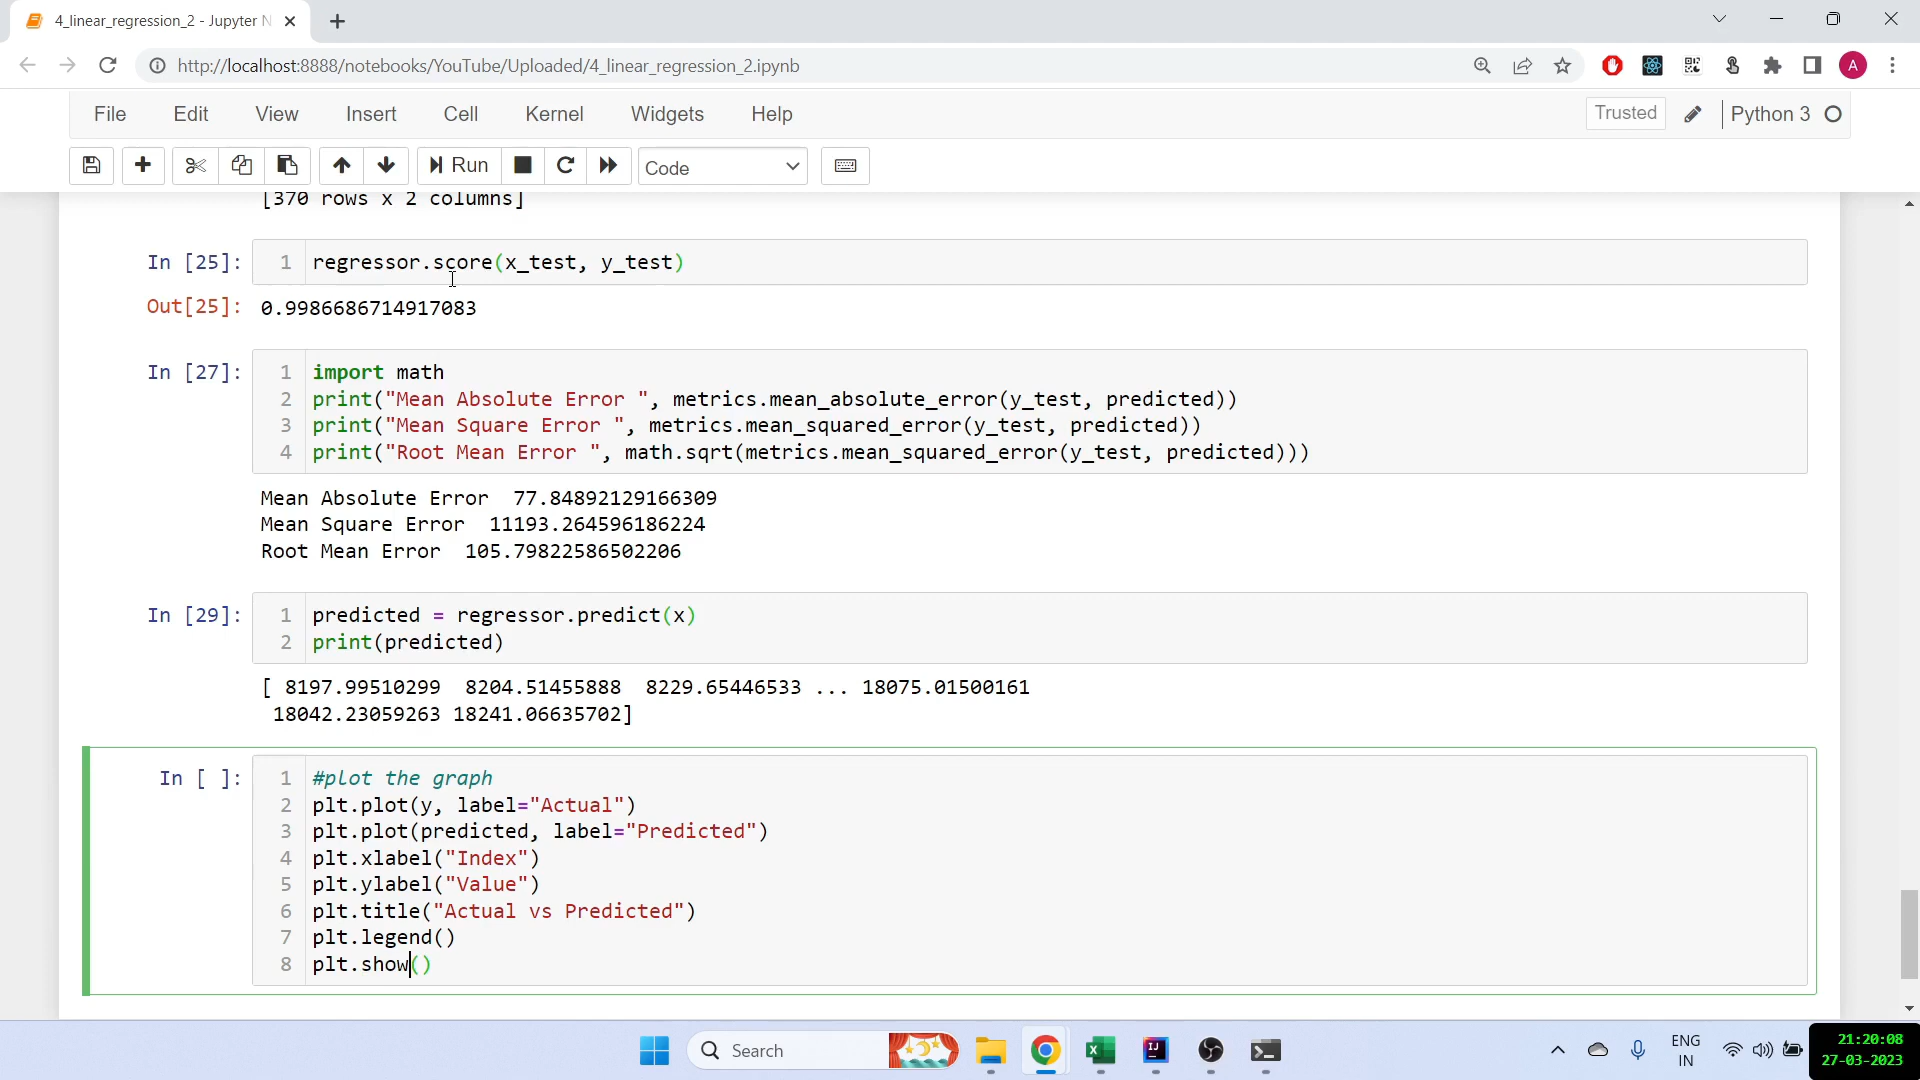 4_linear_regression_2 - Jupyter N
http://localhost:8888/notebooks/YouTube/Uploaded/4_linear_regression_2.ipynb
A
File Edit View Insert Cell Kernel Widgets Help Trusted Python 3
Run Code
[370 rows x 2 columns]
In [25]: 1 regressor.score(x_test, y_test)
Out[25]: 0.9986686714917083
In [27]: 1 import math
2 print("Mean Absolute Error ", metrics.mean_absolute_error(y_test, predicted))
3 print("Mean Square Error ", metrics.mean_squared_error(y_test, predicted))
4 print("Root Mean Error ", math.sqrt(metrics.mean_squared_error(y_test, predicted)))
Mean Absolute Error  77.84892129166309
Mean Square Error  11193.264596186224
Root Mean Error  105.79822586502206
In [29]: 1 predicted = regressor.predict(x)
2 print(predicted)
[ 8197.99510299  8204.51455888  8229.65446533 ... 18075.01500161
18042.23059263 18241.06635702]
In [ ]: 1 #plot the graph
2 plt.plot(y, label="Actual")
3 plt.plot(predicted, label="Predicted")
4 plt.xlabel("Index")
5 plt.ylabel("Value")
6 plt.title("Actual vs Predicted")
7 plt.legend()
8 plt.show()
Search
IJ
ENG
IN
21:20:08
27-03-2023